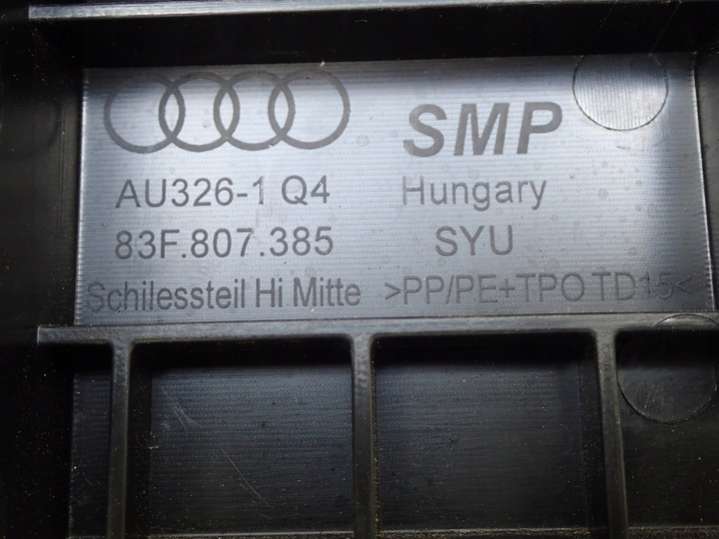 SMP
AU326-1 Q4 Hungary
83F.807.385 SYU
Schilessteil Hi Mitte >PP/PE+TPO TD15<